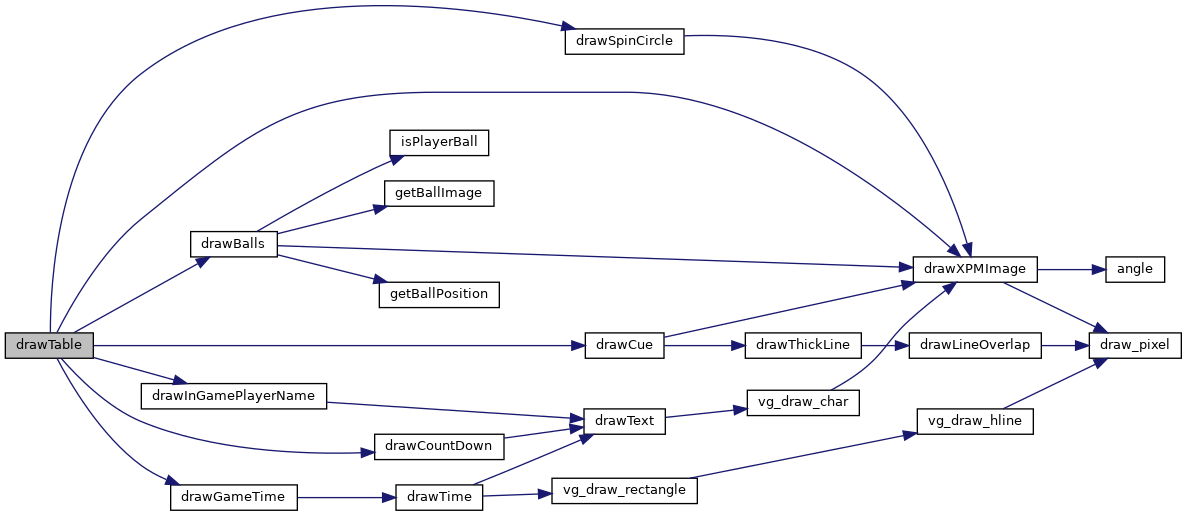 drawSpinCircle
isPlayerBall
getBallImage
drawBalls
drawXPMImage
angle
getBallPosition
drawTable
drawCue
drawThickLine
drawLineOverlap
draw_pixel
drawInGamePlayerName
vg_draw_char
drawText
vg_draw_hline
drawCountDown
drawGameTime
drawTime
vg_draw_rectangle